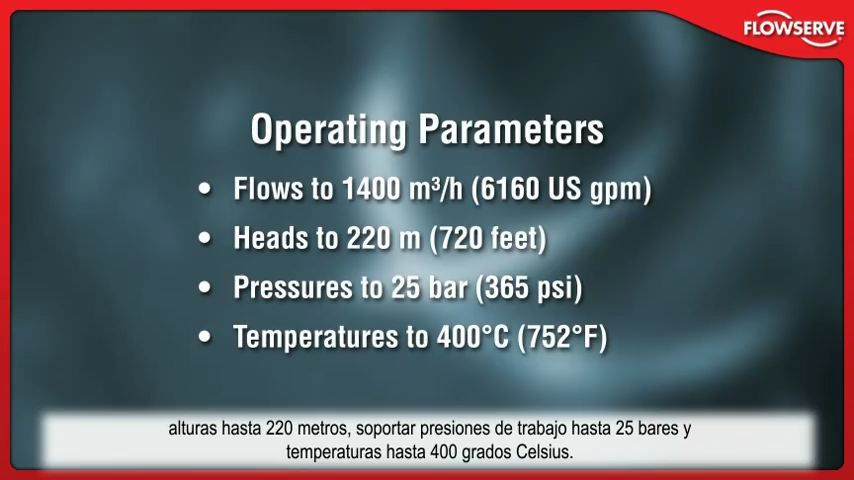 FLOWSERVE
Operating Parameters
• Flows to 1400 m³/h (6160 US gpm)
• Heads to 220 m (720 feet)
• Pressures to 25 bar (365 psi)
• Temperatures to 400°C (752°F)
alturas hasta 220 metros, soportar presiones de trabajo hasta 25 bares y
temperaturas hasta 400 grados Celsius.